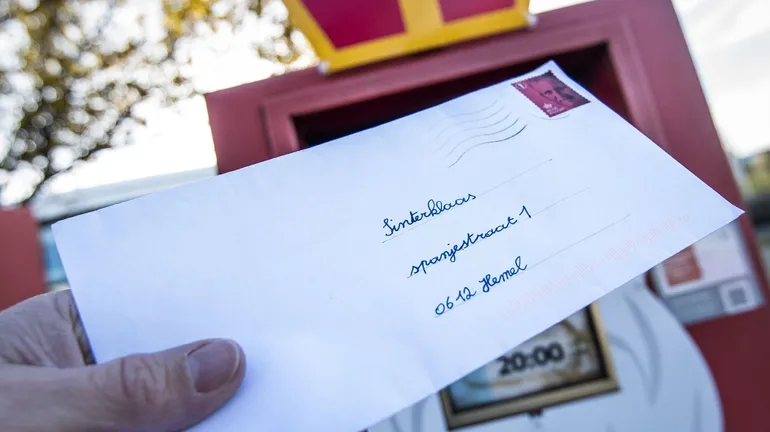 Sinterklaas
spanjestraat 1
0612 Hemel
20:00